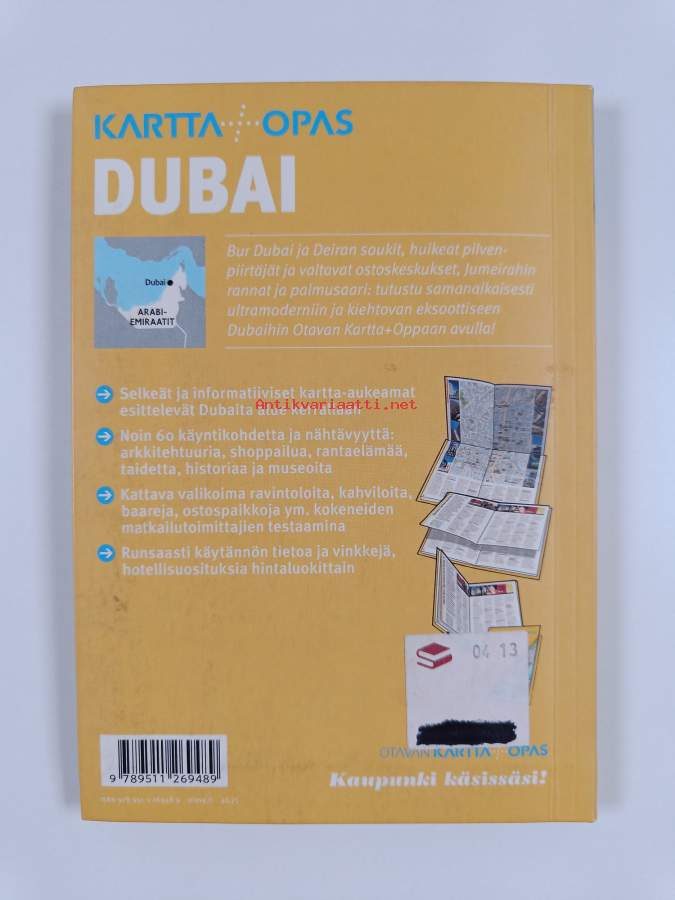 KARTTA+OPAS
DUBAI
Dubai
ARABI-
EMIRAATIT
Bur Dubai ja Deiran soukit, huikeat pilven-
piirtäjät ja valtavat ostoskeskukset, Jumeirahin
rannat ja palmusaari: tutustu samanaikaisesti
ultramoderniin ja kiehtovan eksoottiseen
Dubaihin Otavan Kartta+Oppaan avulla!
Selkeät ja informatiiviset kartta-aukeamat
esittelevät Dubaita alue kerrallaan
Antikvariaatti.net
Noin 60 käyntikohdetta ja nähtävyyttä:
arkkitehtuuria, shoppailua, rantaelämää,
taidetta, historiaa ja museoita
Kattava valikoima ravintoloita, kahviloita,
baareja, ostospaikkoja ym. kokeneiden
matkailutoimittajien testaamina
Runsaasti käytännön tietoa ja vinkkejä,
hotellisuosituksia hintaluokittain
04 13
OTAVAN KARTTA+OPAS
Kaupunki käsissäsi!
9 789511 269489